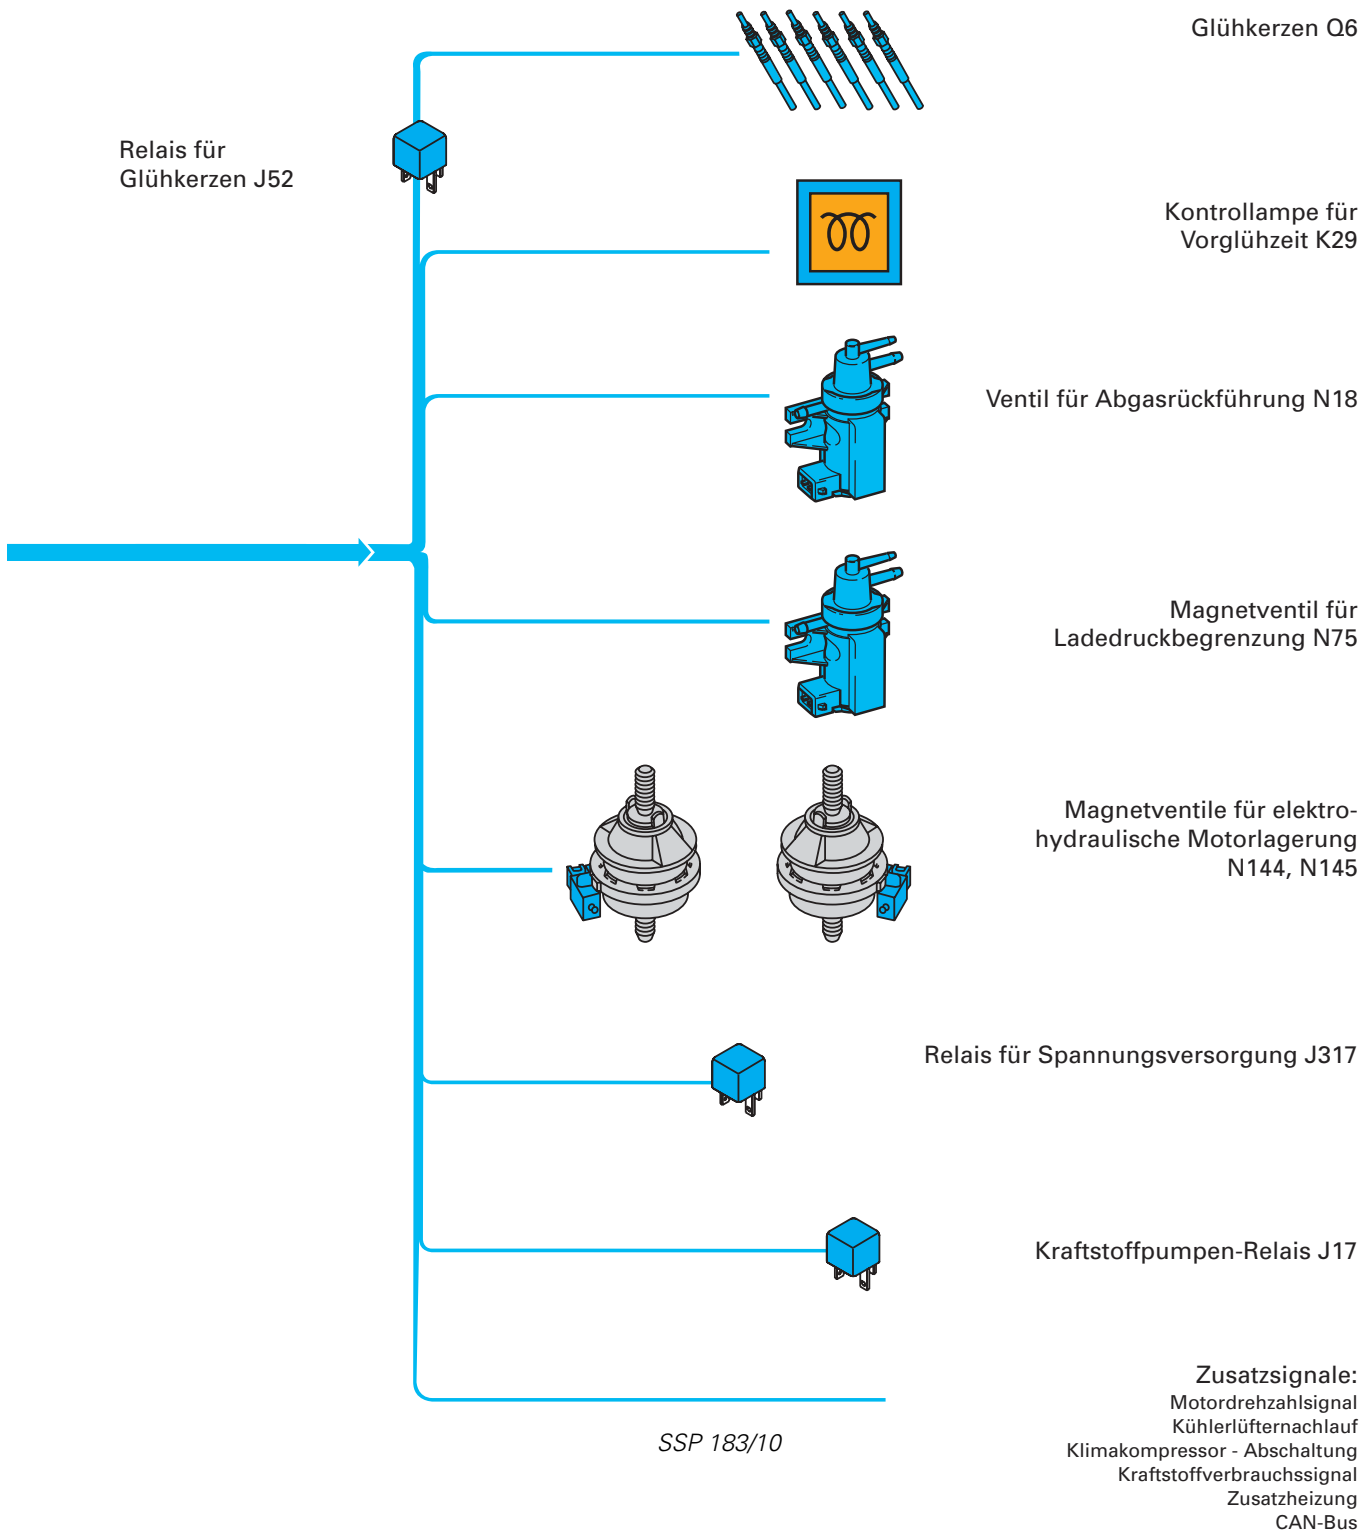 Glühkerzen Q6
Relais für
Glühkerzen J52
Kontrollampe für
Vorglühzeit K29
Ventil für Abgasrückführung N18
Magnetventil für
Ladedruckbegrenzung N75
Magnetventile für elektro-
hydraulische Motorlagerung
N144, N145
Relais für Spannungsversorgung J317
Kraftstoffpumpen-Relais J17
Zusatzsignale:
Motordrehzahlsignal
Kühlerlüfternachlauf
Klimakompressor - Abschaltung
Kraftstoffverbrauchssignal
Zusatzheizung
CAN-Bus
SSP 183/10